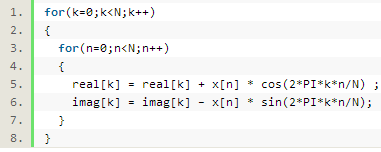 1. for(k=0;k<N;k++)
2. {
3. for(n=0;n<N;n++)
4. {
5. real[k] = real[k] + x[n] * cos(2*PI*k*n/N) ;
6. imag[k] = imag[k] - x[n] * sin(2*PI*k*n/N);
7. }
8. }